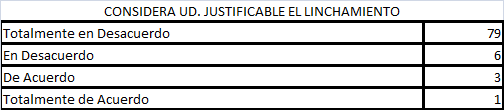 CONSIDERA UD. JUSTIFICABLE EL LINCHAMIENTO
Totalmente en Desacuerdo 79
En Desacuerdo 6
De Acuerdo 3
Totalmente de Acuerdo 1